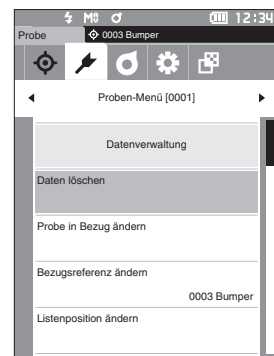 12:34
Probe 0003 Bumper
Proben-Menü [0001]
Datenverwaltung
Daten löschen
Probe in Bezug ändern
Bezugsreferenz ändern
0003 Bumper
Listenposition ändern